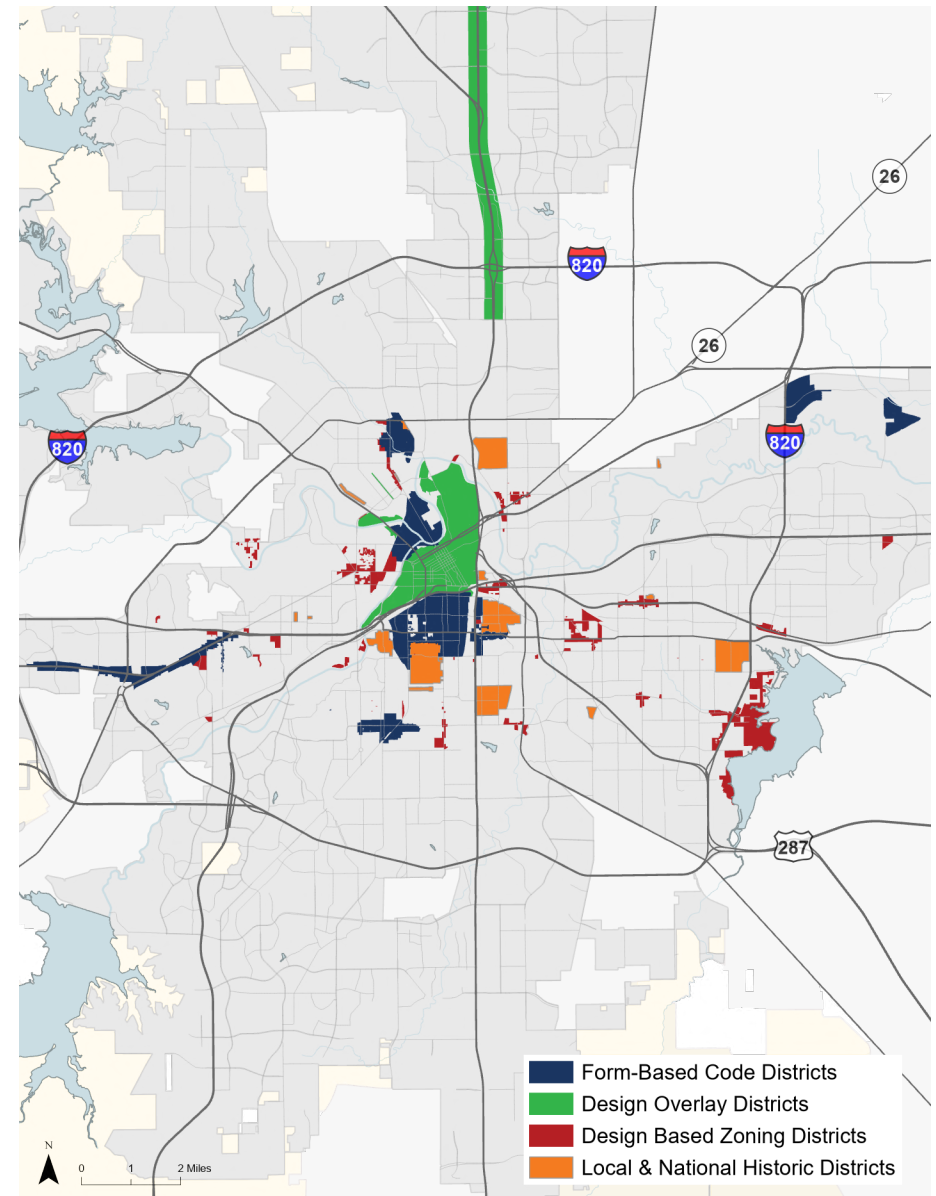 26
820
26
820
820
287
Form-Based Code Districts
Design Overlay Districts
Design Based Zoning Districts
Local & National Historic Districts
N
0 1 2 Miles